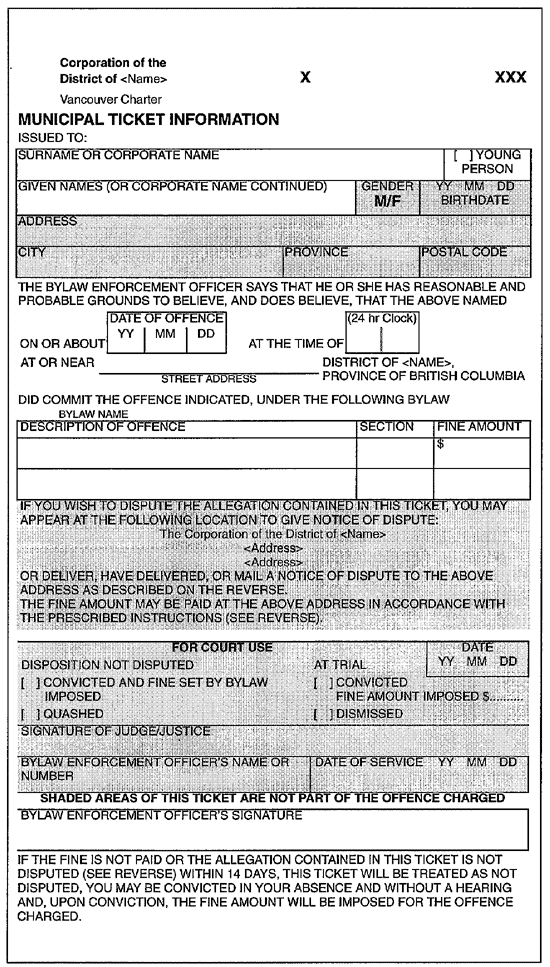 Corporation of the
District of <Name> X XXX
Vancouver Charter
MUNICIPAL TICKET INFORMATION
ISSUED TO:
SURNAME OR CORPORATE NAME [ ] YOUNG PERSON
GIVEN NAMES (OR CORPORATE NAME CONTINUED) GENDER M/F YY MM DD BIRTHDATE
ADDRESS
CITY PROVINCE POSTAL CODE
THE BYLAW ENFORCEMENT OFFICER SAYS THAT HE OR SHE HAS REASONABLE AND
PROBABLE GROUNDS TO BELIEVE, AND DOES BELIEVE, THAT THE ABOVE NAMED
DATE OF OFFENCE (24 hr Clock)
YY MM DD
ON OR ABOUT AT THE TIME OF
AT OR NEAR DISTRICT OF <NAME>,
STREET ADDRESS PROVINCE OF BRITISH COLUMBIA
DID COMMIT THE OFFENCE INDICATED, UNDER THE FOLLOWING BYLAW
BYLAW NAME
DESCRIPTION OF OFFENCE SECTION FINE AMOUNT
$
IF YOU WISH TO DISPUTE THE ALLEGATION CONTAINED IN THIS TICKET, YOU MAY
APPEAR AT THE FOLLOWING LOCATION TO GIVE NOTICE OF DISPUTE:
The Corporation of the District of <Name>
<Address>
<Address>
OR DELIVER, HAVE DELIVERED, OR MAIL A NOTICE OF DISPUTE TO THE ABOVE
ADDRESS AS DESCRIBED ON THE REVERSE.
THE FINE AMOUNT MAY BE PAID AT THE ABOVE ADDRESS IN ACCORDANCE WITH
THE PRESCRIBED INSTRUCTIONS (SEE REVERSE).
FOR COURT USE DATE
DISPOSITION NOT DISPUTED AT TRIAL YY MM DD
[ ] CONVICTED AND FINE SET BY BYLAW [ ] CONVICTED
IMPOSED FINE AMOUNT IMPOSED $.........
[ ] QUASHED [ ] DISMISSED
SIGNATURE OF JUDGE/JUSTICE
BYLAW ENFORCEMENT OFFICER'S NAME OR DATE OF SERVICE YY MM DD
NUMBER
SHADED AREAS OF THIS TICKET ARE NOT PART OF THE OFFENCE CHARGED
BYLAW ENFORCEMENT OFFICER'S SIGNATURE
IF THE FINE IS NOT PAID OR THE ALLEGATION CONTAINED IN THIS TICKET IS NOT
DISPUTED (SEE REVERSE) WITHIN 14 DAYS, THIS TICKET WILL BE TREATED AS NOT
DISPUTED, YOU MAY BE CONVICTED IN YOUR ABSENCE AND WITHOUT A HEARING
AND, UPON CONVICTION, THE FINE AMOUNT WILL BE IMPOSED FOR THE OFFENCE
CHARGED.